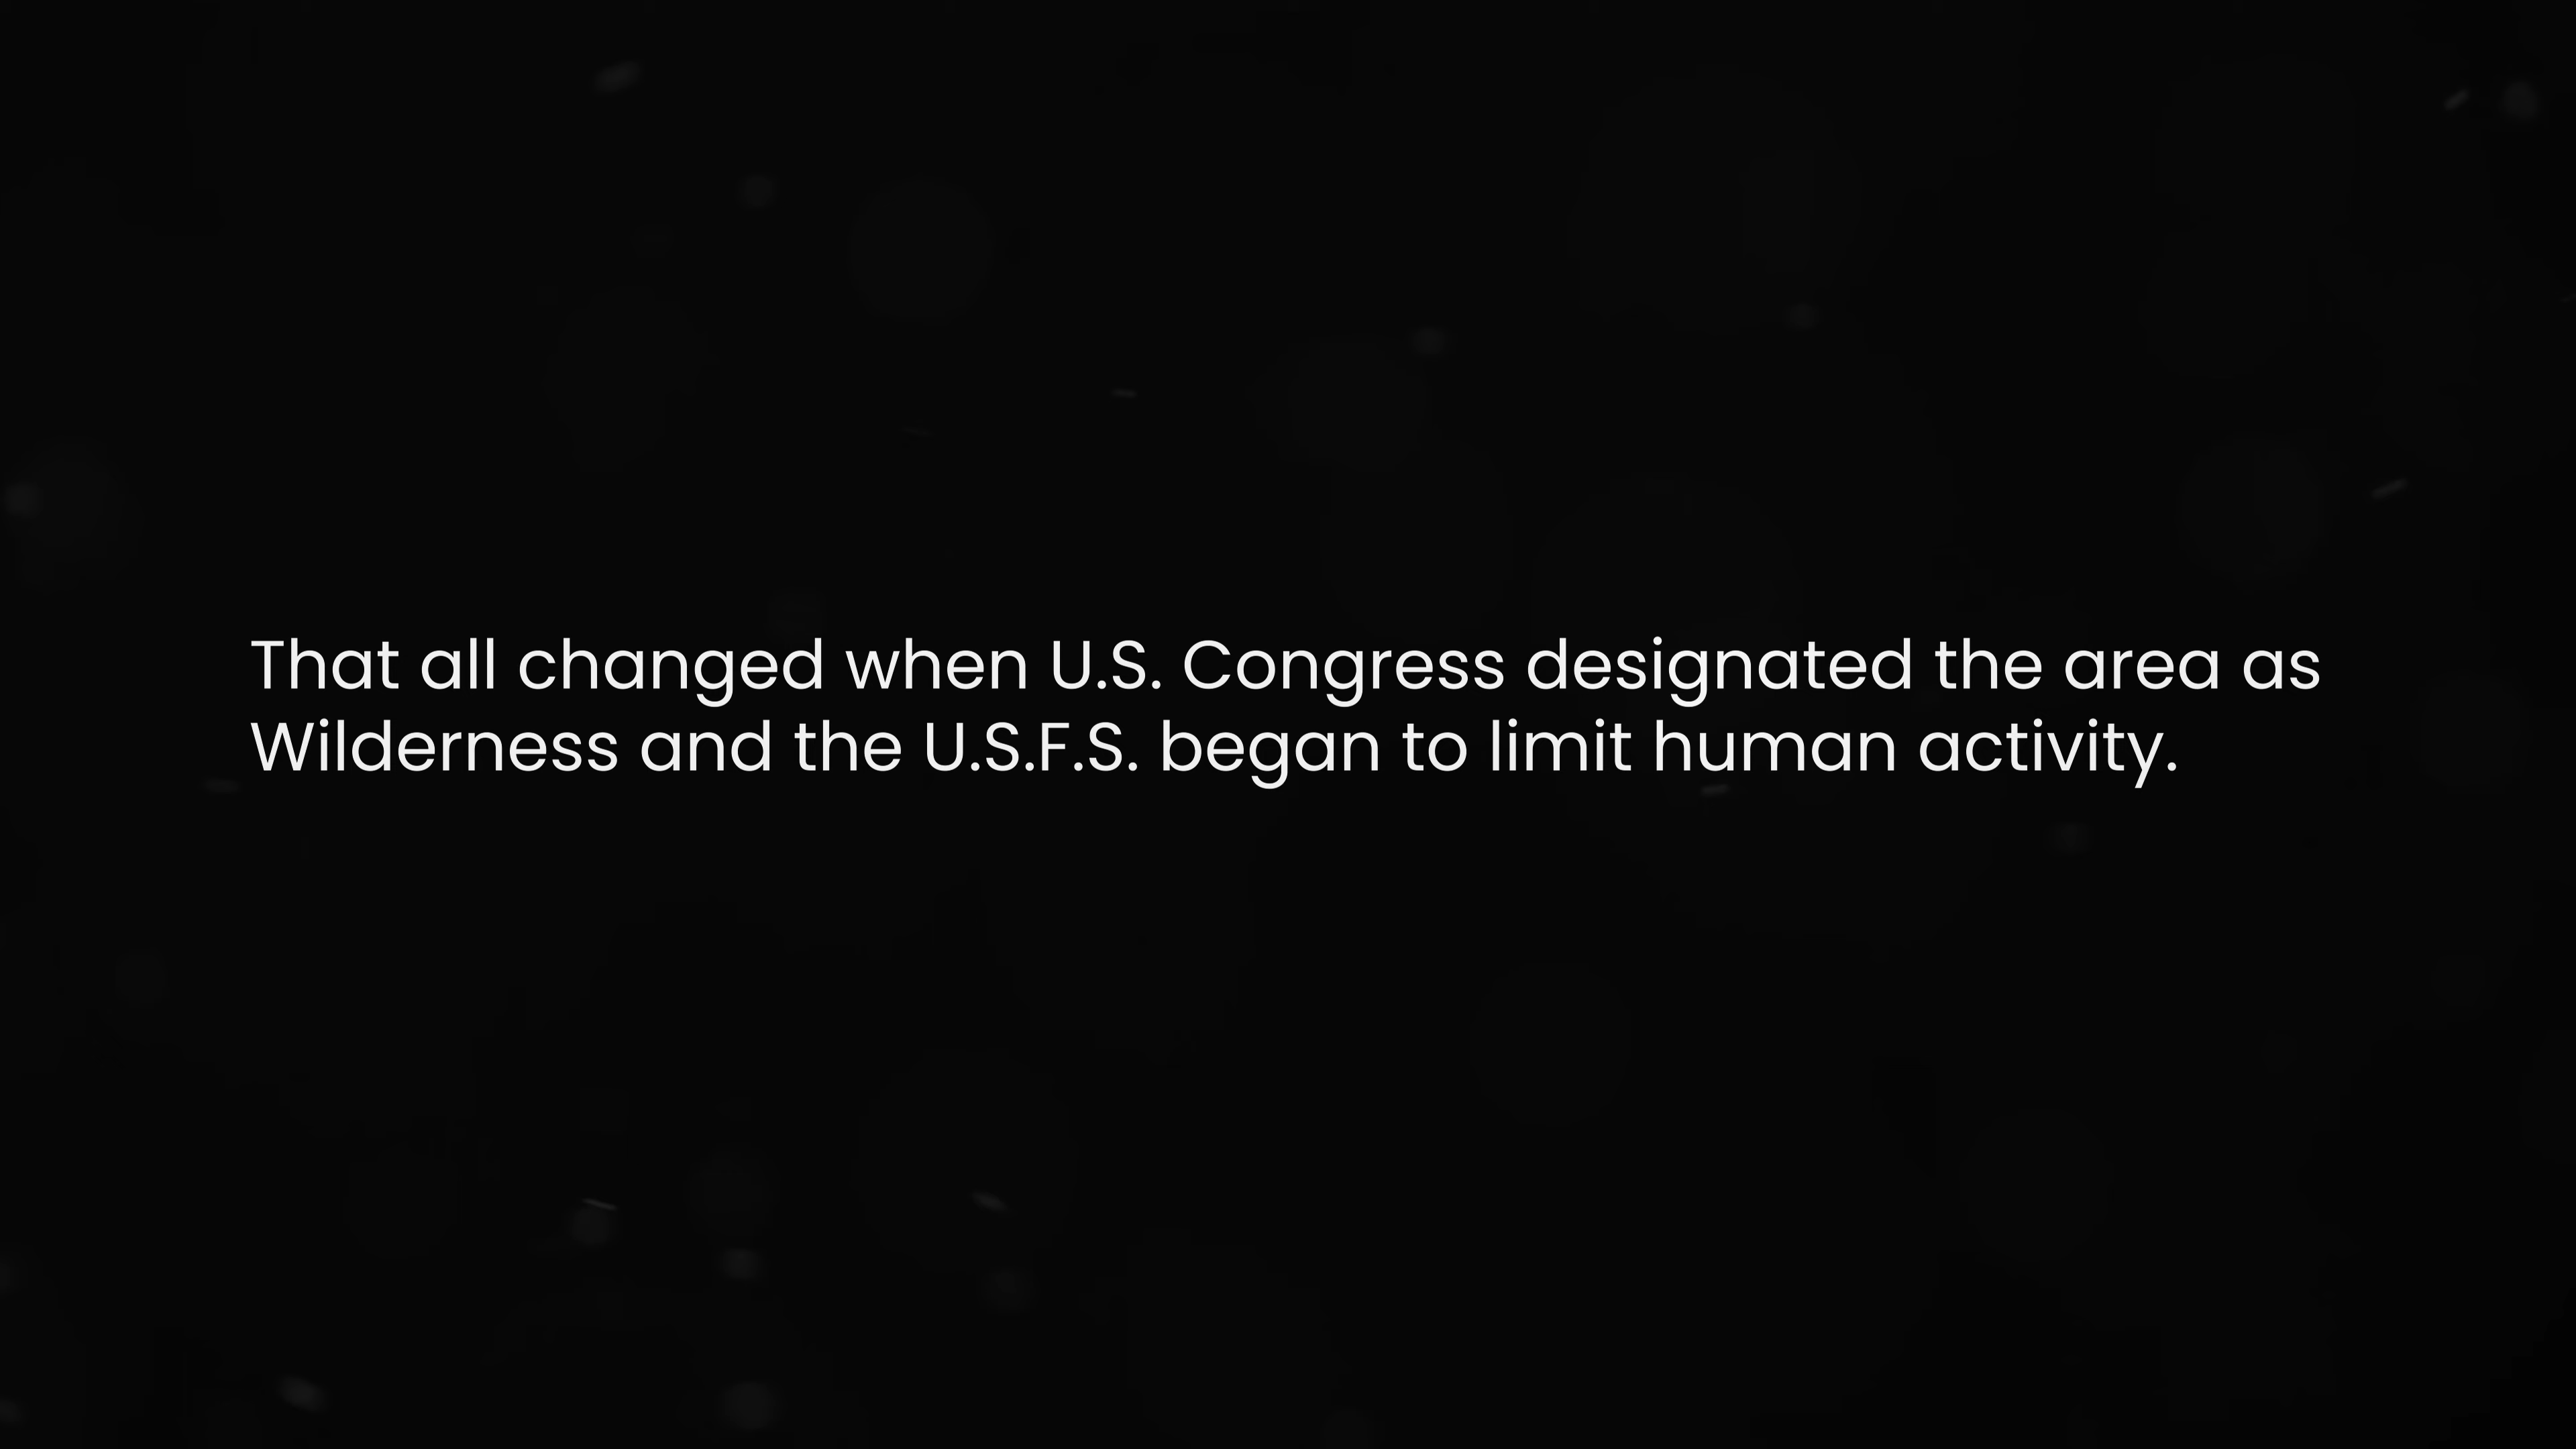 That all changed when U.S. Congress designated the area as
Wilderness and the U.S.F.S. began to limit human activity.